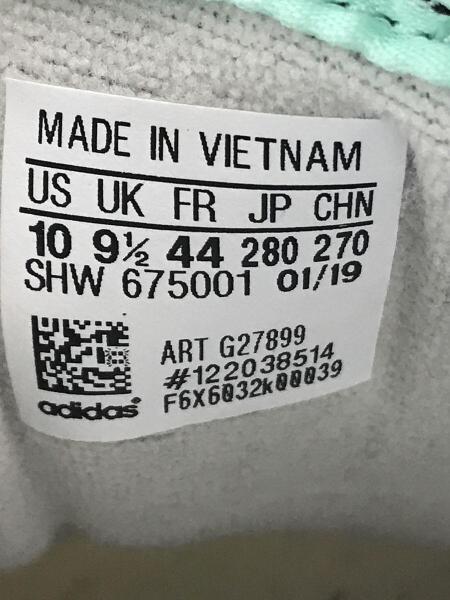 MADE IN VIETNAM
US UK FR JP CHN
10 9½ 44 280 270
SHW 675001 01/19
ART G27899
#122038514
F6X6032k00039
adidas